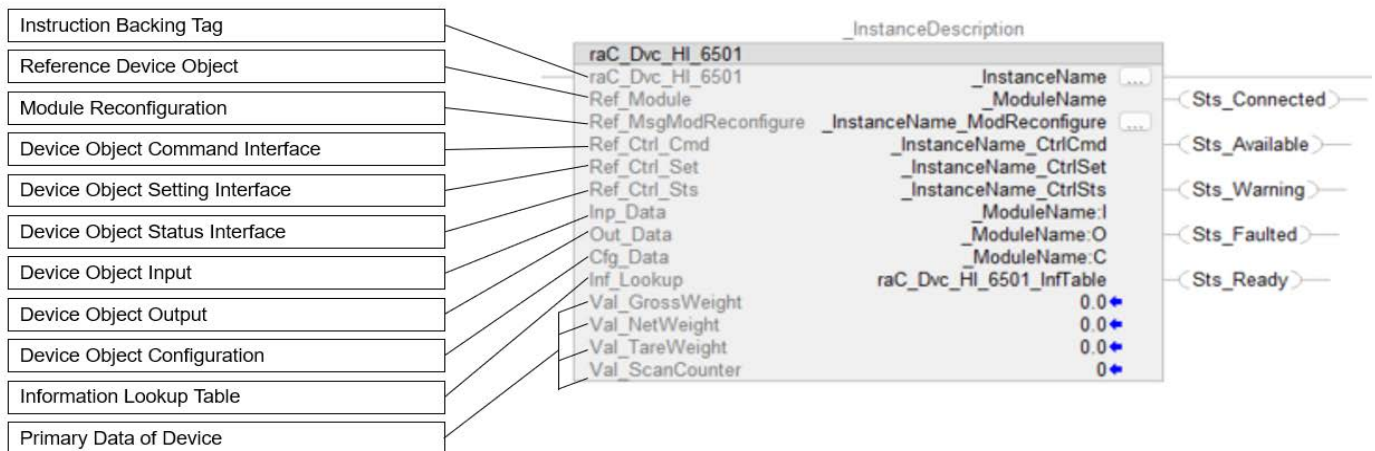 Instruction Backing Tag
Reference Device Object
Module Reconfiguration
Device Object Command Interface
Device Object Setting Interface
Device Object Status Interface
Device Object Input
Device Object Output
Device Object Configuration
Information Lookup Table
Primary Data of Device
_InstanceDescription
raC_Dvc_HI_6501
raC_Dvc_HI_6501 _InstanceName ...
Ref_Module _ModuleName Sts_Connected
Ref_MsgModReconfigure _InstanceName_ModReconfigure ...
Ref_Ctrl_Cmd _InstanceName_CtrlCmd Sts_Available
Ref_Ctrl_Set _InstanceName_CtrlSet
Ref_Ctrl_Sts _InstanceName_CtrlSts Sts_Warning
Inp_Data _ModuleName:I
Out_Data _ModuleName:O Sts_Faulted
Cfg_Data _ModuleName:C
Inf_Lookup raC_Dvc_HI_6501_InfTable Sts_Ready
Val_GrossWeight 0.0
Val_NetWeight 0.0
Val_TareWeight 0.0
Val_ScanCounter 0